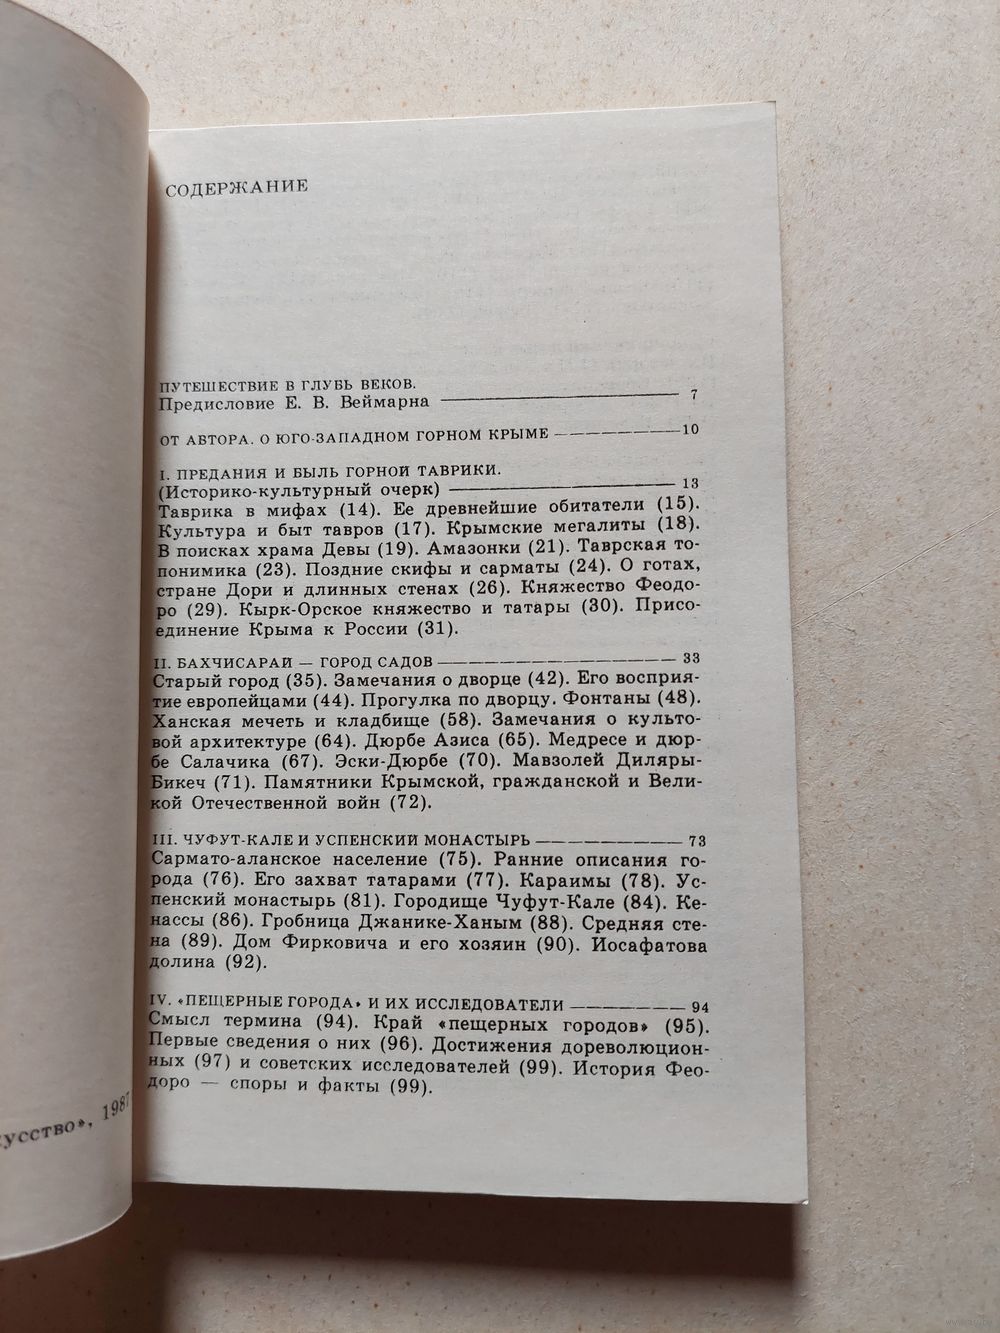 СОДЕРЖАНИЕ
ПУТЕШЕСТВИЕ В ГЛУБЬ ВЕКОВ.
Предисловие Е. В. Веймарна 7
ОТ АВТОРА. О ЮГО-ЗАПАДНОМ ГОРНОМ КРЫМЕ 10
I. ПРЕДАНИЯ И БЫЛЬ ГОРНОЙ ТАВРИКИ.
(Историко-культурный очерк) 13
Таврика в мифах (14). Ее древнейшие обитатели (15).
Культура и быт тавров (17). Крымские мегалиты (18).
В поисках храма Девы (19). Амазонки (21). Таврская то-
понимика (23). Поздние скифы и сарматы (24). О готах,
стране Дори и длинных стенах (26). Княжество Феодо-
ро (29). Кырк-Орское княжество и татары (30). Присо-
единение Крыма к России (31).
II. БАХЧИСАРАЙ — ГОРОД САДОВ 33
Старый город (35). Замечания о дворце (42). Его восприя-
тие европейцами (44). Прогулка по дворцу. Фонтаны (48).
Ханская мечеть и кладбище (58). Замечания о культо-
вой архитектуре (64). Дюрбе Азиса (65). Медресе и дюр-
бе Салачика (67). Эски-Дюрбе (70). Мавзолей Диляры-
Бикеч (71). Памятники Крымской, гражданской и Вели-
кой Отечественной войн (72).
III. ЧУФУТ-КАЛЕ И УСПЕНСКИЙ МОНАСТЫРЬ 73
Сармато-аланское население (75). Ранние описания го-
рода (76). Его захват татарами (77). Караимы (78). Ус-
пенский монастырь (81). Городище Чуфут-Кале (84). Ке-
нассы (86). Гробница Джанике-Ханым (88). Средняя сте-
на (89). Дом Фирковича и его хозяин (90). Иосафатова
долина (92).
IV. «ПЕЩЕРНЫЕ ГОРОДА» И ИХ ИССЛЕДОВАТЕЛИ 94
Смысл термина (94). Край «пещерных городов» (95).
Первые сведения о них (96). Достижения дореволюцион-
ных (97) и советских исследователей (99). История Фео-
доро — споры и факты (99).
усство», 1987